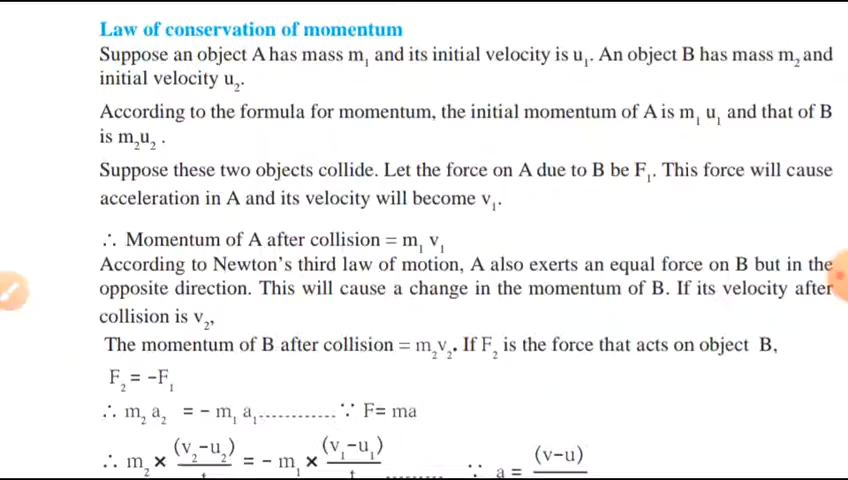 Law of conservation of momentum
Suppose an object A has mass m₁ and its initial velocity is u₁. An object B has mass m₂ and
initial velocity u₂.
According to the formula for momentum, the initial momentum of A is m₁ u₁ and that of B
is m₂u₂ .
Suppose these two objects collide. Let the force on A due to B be F₁. This force will cause
acceleration in A and its velocity will become v₁.
∴ Momentum of A after collision = m₁ v₁
According to Newton's third law of motion, A also exerts an equal force on B but in the
opposite direction. This will cause a change in the momentum of B. If its velocity after
collision is v₂,
The momentum of B after collision = m₂v₂. If F₂ is the force that acts on object B,
F₂ = −F₁
∴ m₂ a₂ = − m₁ a₁............ ∵ F= ma
∴ m₂ × (v₂−u₂)/t = − m₁ × (v₁−u₁)/t ........ ∵ a = (v−u)/